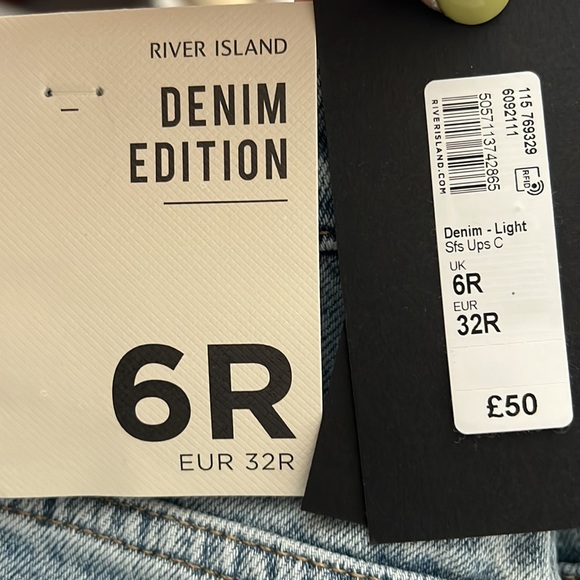 RIVER ISLAND
DENIM
EDITION
6R
EUR 32R
115 769329
6092111
5057113742865
RIVERISLAND.COM
RFID
Denim - Light
Sfs Ups C
UK
6R
EUR
32R
£50